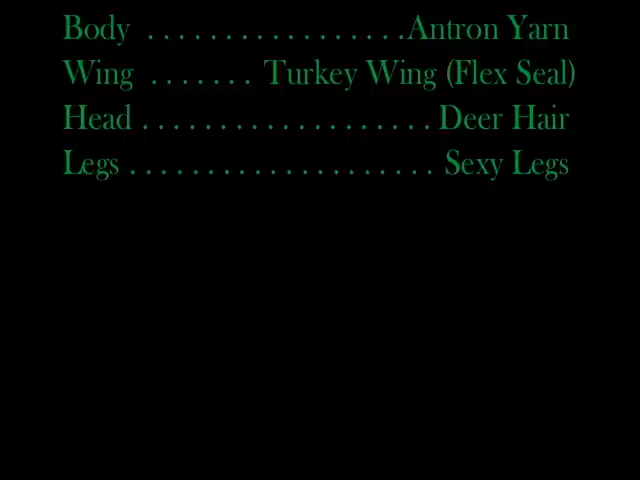 Body . . . . . . . . . . . . . . . . .Antron Yarn
Wing . . . . . . . Turkey Wing (Flex Seal)
Head . . . . . . . . . . . . . . . . . . . Deer Hair
Legs . . . . . . . . . . . . . . . . . . . . Sexy Legs